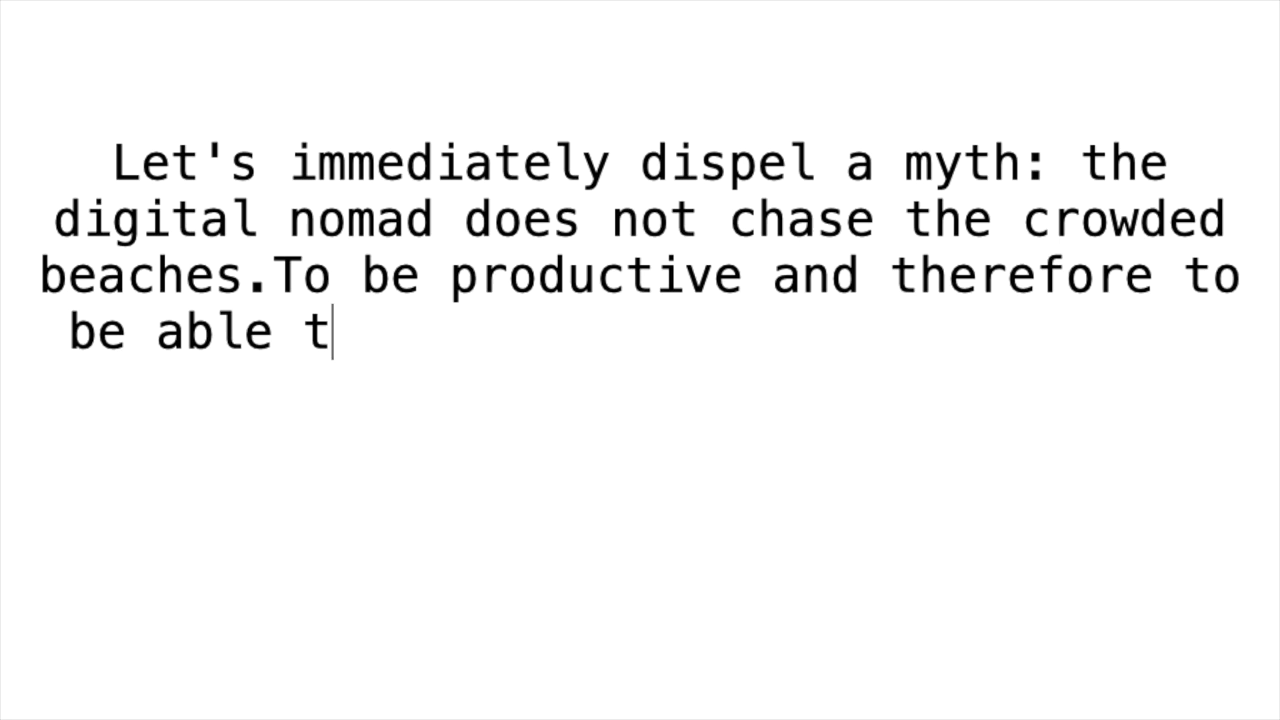 Let's immediately dispel a myth: the
digital nomad does not chase the crowded
beaches.To be productive and therefore to
be able t